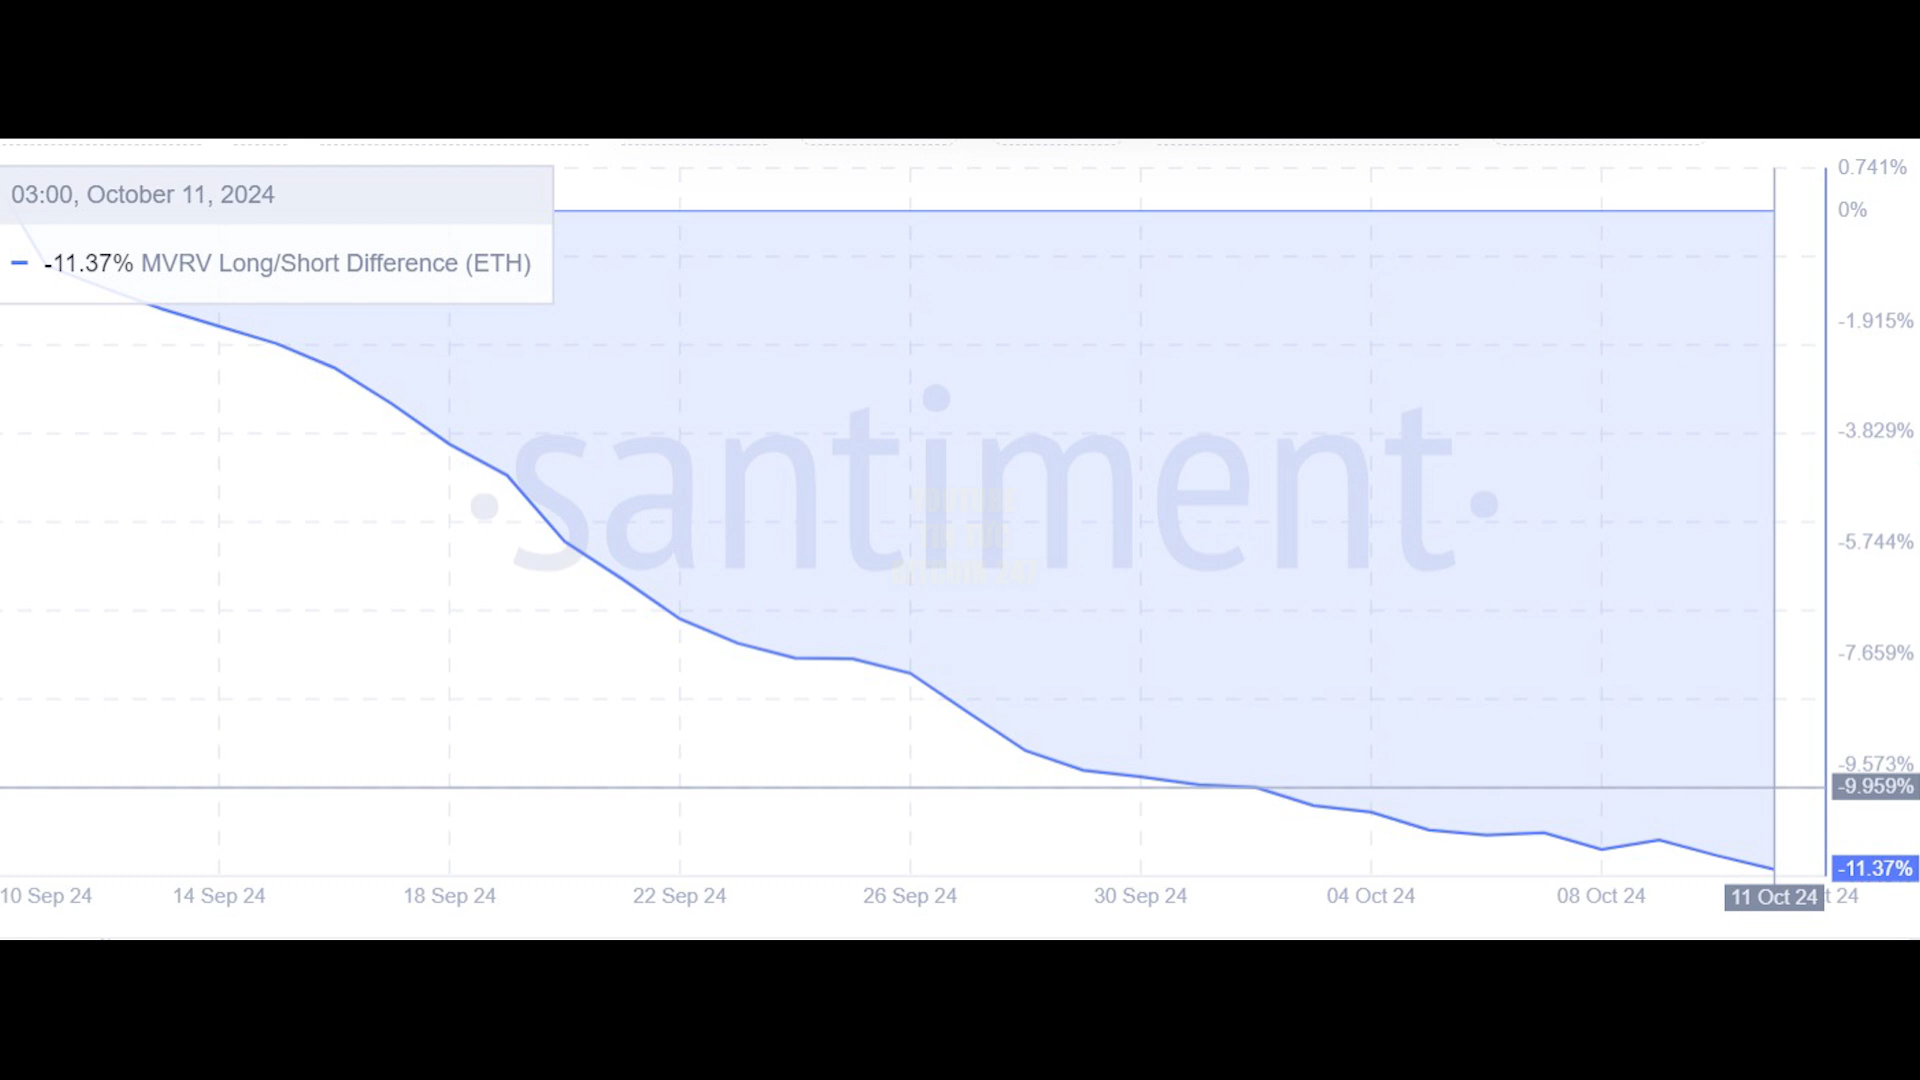 03:00, October 11, 2024
-11.37% MVRV Long/Short Difference (ETH)
0.741%
0%
-1.915%
-3.829%
-5.744%
-7.659%
-9.573%
-9.959%
-11.37%
·santiment·
10 Sep 24
14 Sep 24
18 Sep 24
22 Sep 24
26 Sep 24
30 Sep 24
04 Oct 24
08 Oct 24
11 Oct 24
t 24